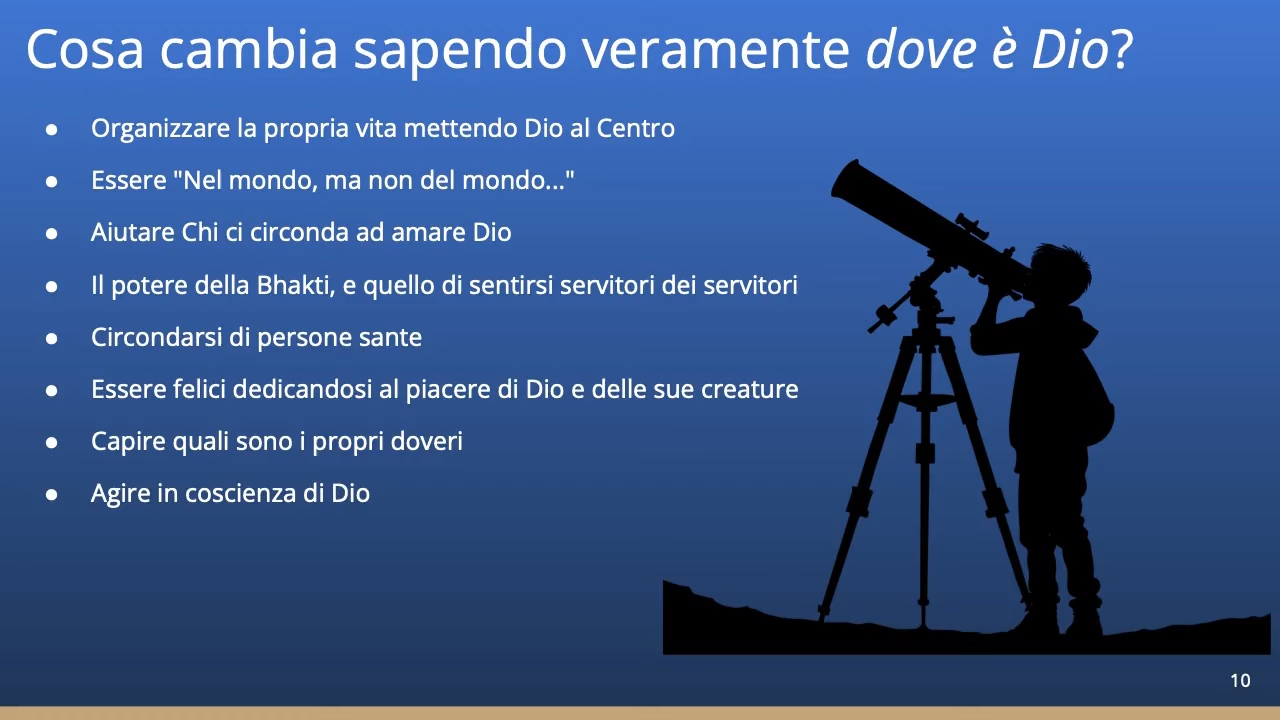 Cosa cambia sapendo veramente dove è Dio?
● Organizzare la propria vita mettendo Dio al Centro
● Essere "Nel mondo, ma non del mondo..."
● Aiutare Chi ci circonda ad amare Dio
● Il potere della Bhakti, e quello di sentirsi servitori dei servitori
● Circondarsi di persone sante
● Essere felici dedicandosi al piacere di Dio e delle sue creature
● Capire quali sono i propri doveri
● Agire in coscienza di Dio
10